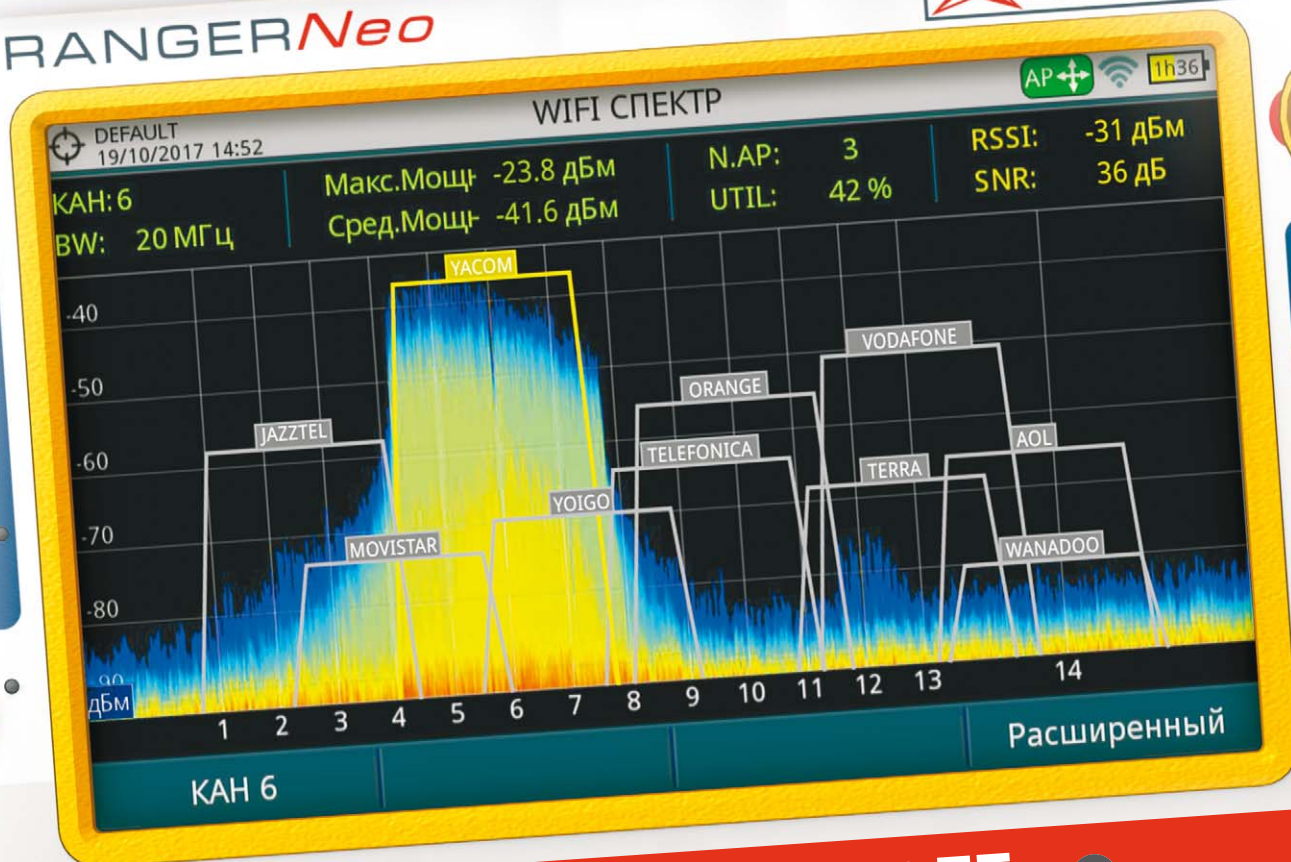 RANGERNeo
DEFAULT
19/10/2017 14:52
WIFI СПЕКТР
AP
1h36
КАН: 6
BW: 20 МГц
Макс.Мощн -23.8 дБм
Сред.Мощн -41.6 дБм
N.AP: 3
UTIL: 42 %
RSSI: -31 дБм
SNR: 36 дБ
-40
-50
-60
-70
-80
-90
дБм
YACOM
VODAFONE
ORANGE
JAZZTEL
TELEFONICA
AOL
TERRA
YOIGO
MOVISTAR
WANADOO
1 2 3 4 5 6 7 8 9 10 11 12 13 14
КАН 6
Расширенный